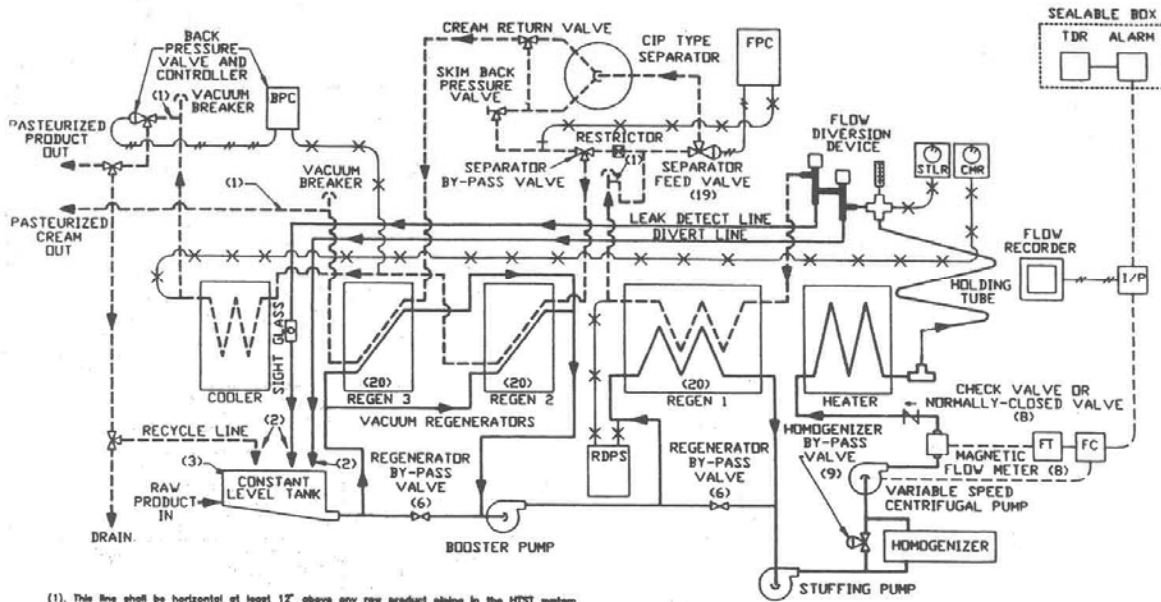 SEALABLE BOX
TDR ALARM
CREAM RETURN VALVE
CIP TYPE
SEPARATOR
FPC
BACK
PRESSURE
VALVE AND
CONTROLLER
SKIM BACK
PRESSURE
VALVE
(1) VACUUM
BREAKER
BPC
PASTEURIZED
PRODUCT
OUT
RESTRICTOR
(1)
FLOW
DIVERSION
DEVICE
STLR
CHR
VACUUM
BREAKER
SEPARATOR
BY-PASS VALVE
SEPARATOR
FEED VALVE
(19)
(1)
PASTEURIZED
CREAM
OUT
LEAK DETECT LINE
DIVERT LINE
FLOW
RECORDER
I/P
HOLDING
TUBE
SIGHT GLASS
COOLER
(20)
REGEN 3
(20)
REGEN 2
(20)
REGEN 1
HEATER
VACUUM REGENERATORS
CHECK VALVE OR
NORMALLY-CLOSED VALVE
(8)
RECYCLE LINE
(2)
(2)
(3)
CONSTANT
LEVEL TANK
RAW
PRODUCT
IN
REGENERATOR
BY-PASS
VALVE
(6)
RDPS
REGENERATOR
BY-PASS
VALVE
(6)
HOMOGENIZER
BY-PASS
VALVE
(9)
MAGNETIC
FLOW METER (8)
FT
FC
VARIABLE SPEED
CENTRIFUGAL PUMP
DRAIN
BOOSTER PUMP
HOMOGENIZER
STUFFING PUMP
(1). This line shall be horizontal at least 12" above any raw product piping in the HTST system